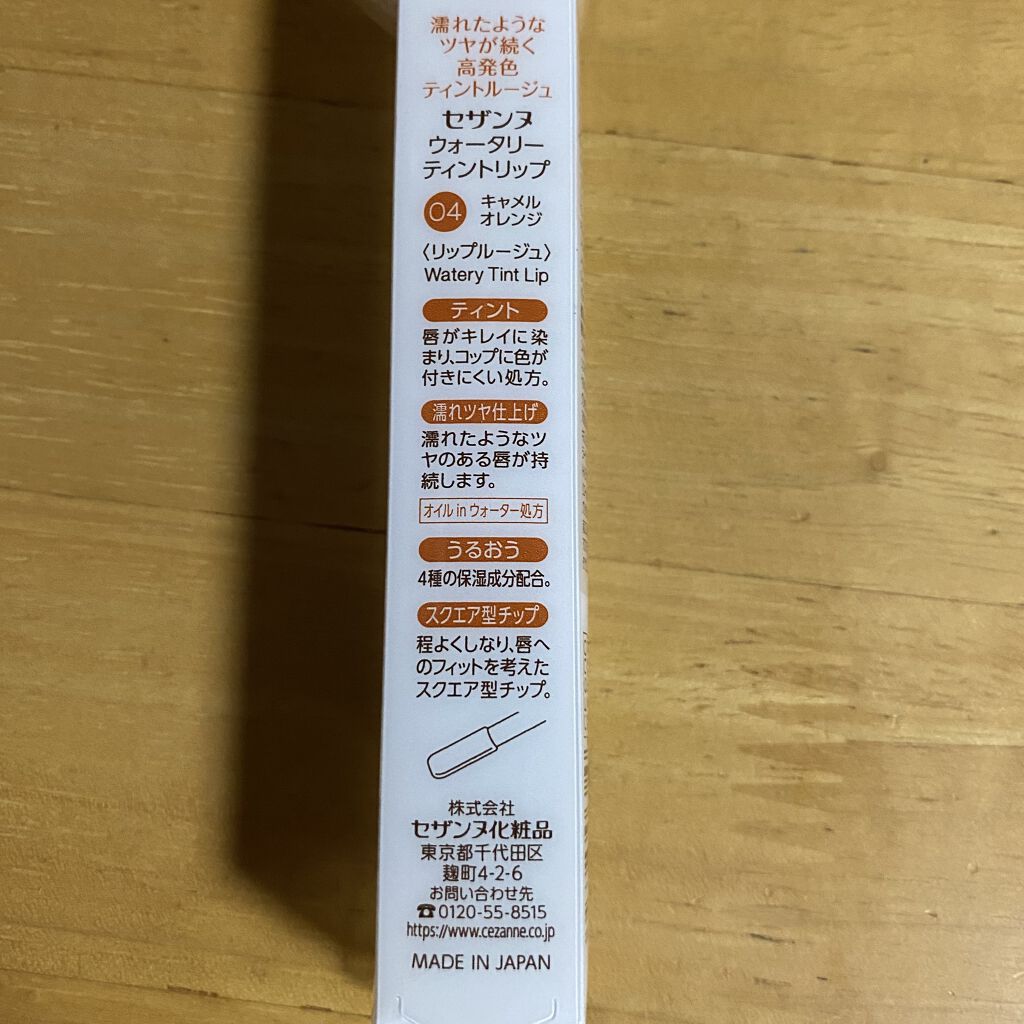 濡れたような
ツヤが続く
高発色
ティントルージュ
セザンヌ
ウォータリー
ティントリップ
04 キャメル
オレンジ
〈リップルージュ〉
Watery Tint Lip
ティント
唇がキレイに染
まり、コップに色が
付きにくい処方。
濡れツヤ仕上げ
濡れたようなツ
ヤのある唇が持
続します。
オイル in ウォーター処方
うるおう
4種の保湿成分配合。
スクエア型チップ
程よくしなり、唇へ
のフィットを考えた
スクエア型チップ。
株式会社
セザンヌ化粧品
東京都千代田区
麹町4-2-6
お問い合わせ先
☎0120-55-8515
https://www.cezanne.co.jp
MADE IN JAPAN